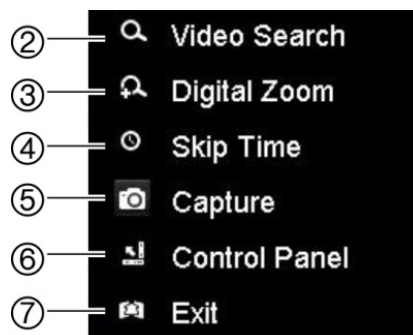 ② Video Search
③ Digital Zoom
④ Skip Time
⑤ Capture
⑥ Control Panel
⑦ Exit